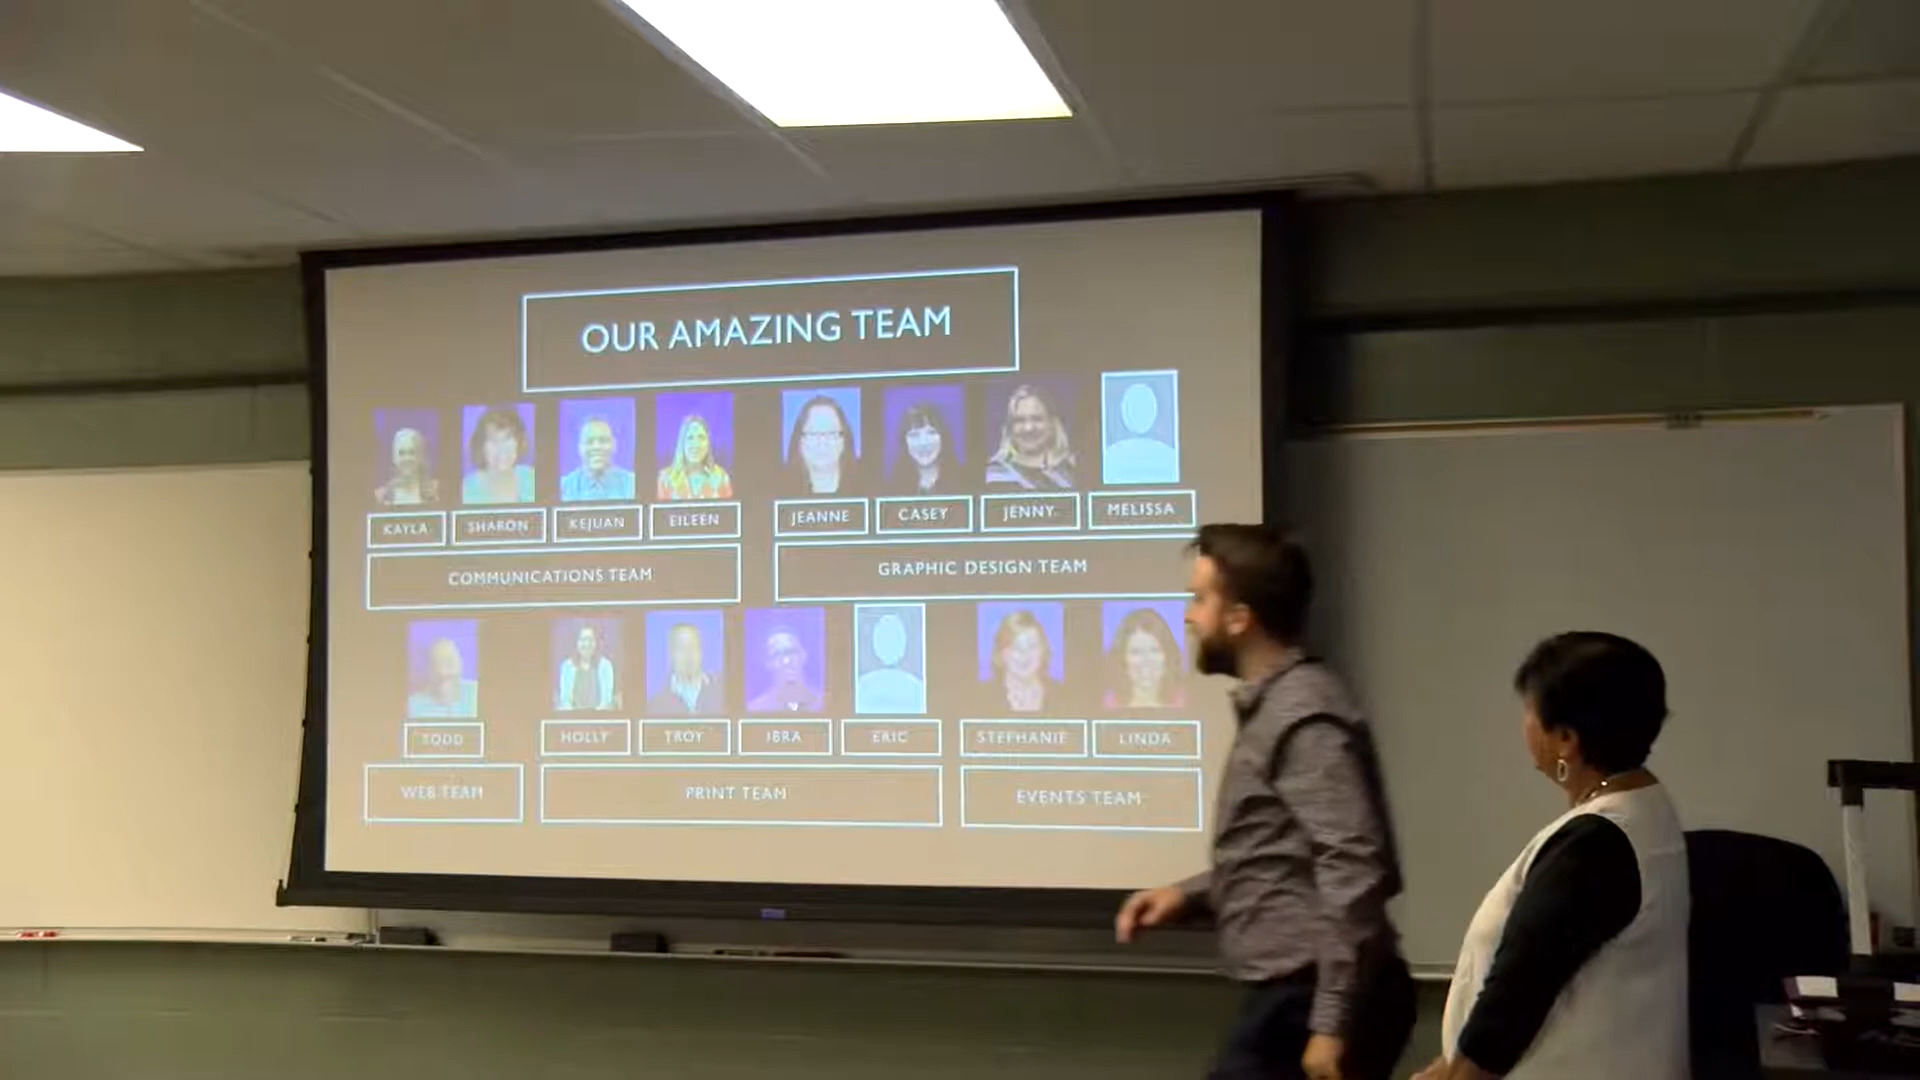 OUR AMAZING TEAM
KAYLA SHARON KEJUAN EILEEN JEANNE CASEY JENNY MELISSA
COMMUNICATIONS TEAM GRAPHIC DESIGN TEAM
TODD HOLLY TROY IBRA ERIC STEPHANIE LINDA
WEB TEAM PRINT TEAM EVENTS TEAM